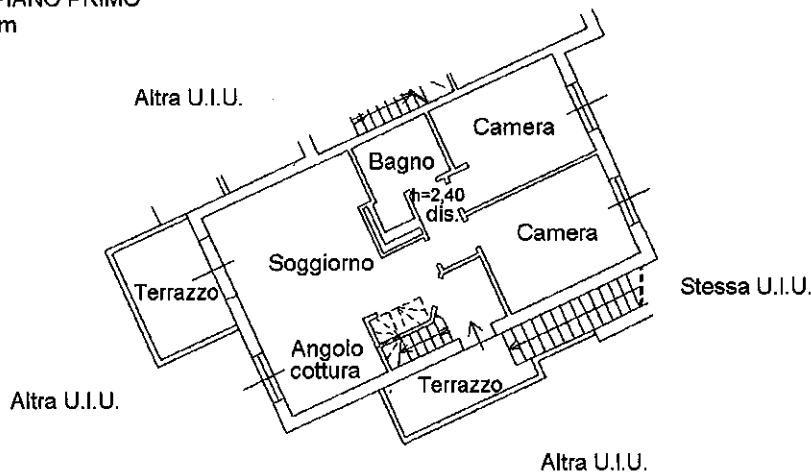 PIANO PRIMO
m
Altra U.I.U.
Camera
Bagno
h=2,40
dis.
Camera
Soggiorno
Terrazzo
Stessa U.I.U.
Angolo
cottura
Terrazzo
Altra U.I.U.
Altra U.I.U.